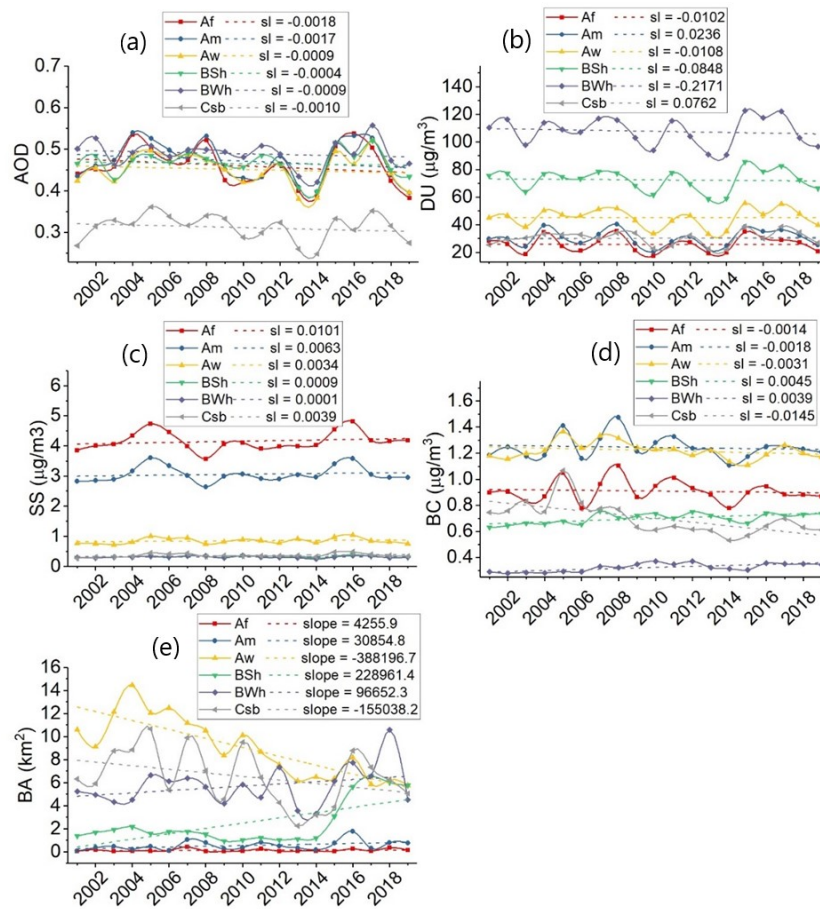 (a)
Af sl = -0.0018
Am sl = -0.0017
Aw sl = -0.0009
BSh sl = -0.0004
BWh sl = -0.0009
Csb sl = -0.0010
0.7
0.6
0.5
0.4
0.3
AOD
2002 2004 2006 2008 2010 2012 2014 2016 2018
(b)
Af sl = -0.0102
Am sl = 0.0236
Aw sl = -0.0108
BSh sl = -0.0848
BWh sl = -0.2171
Csb sl = 0.0762
140
120
100
80
60
40
20
DU (µg/m³)
2002 2004 2006 2008 2010 2012 2014 2016 2018
(c)
Af sl = 0.0101
Am sl = 0.0063
Aw sl = 0.0034
BSh sl = 0.0009
BWh sl = 0.0001
Csb sl = 0.0039
6
5
4
3
2
1
0
SS (µg/m3)
2002 2004 2006 2008 2010 2012 2014 2016 2018
(d)
Af sl = -0.0014
Am sl = -0.0018
Aw sl = -0.0031
BSh sl = 0.0045
BWh sl = 0.0039
Csb sl = -0.0145
1.6
1.4
1.2
1.0
0.8
0.6
0.4
BC (µg/m³)
2002 2004 2006 2008 2010 2012 2014 2016 2018
(e)
Af slope = 4255.9
Am slope = 30854.8
Aw slope = -388196.7
BSh slope = 228961.4
BWh slope = 96652.3
Csb slope = -155038.2
16
14
12
10
8
6
4
2
0
BA (km²)
2002 2004 2006 2008 2010 2012 2014 2016 2018